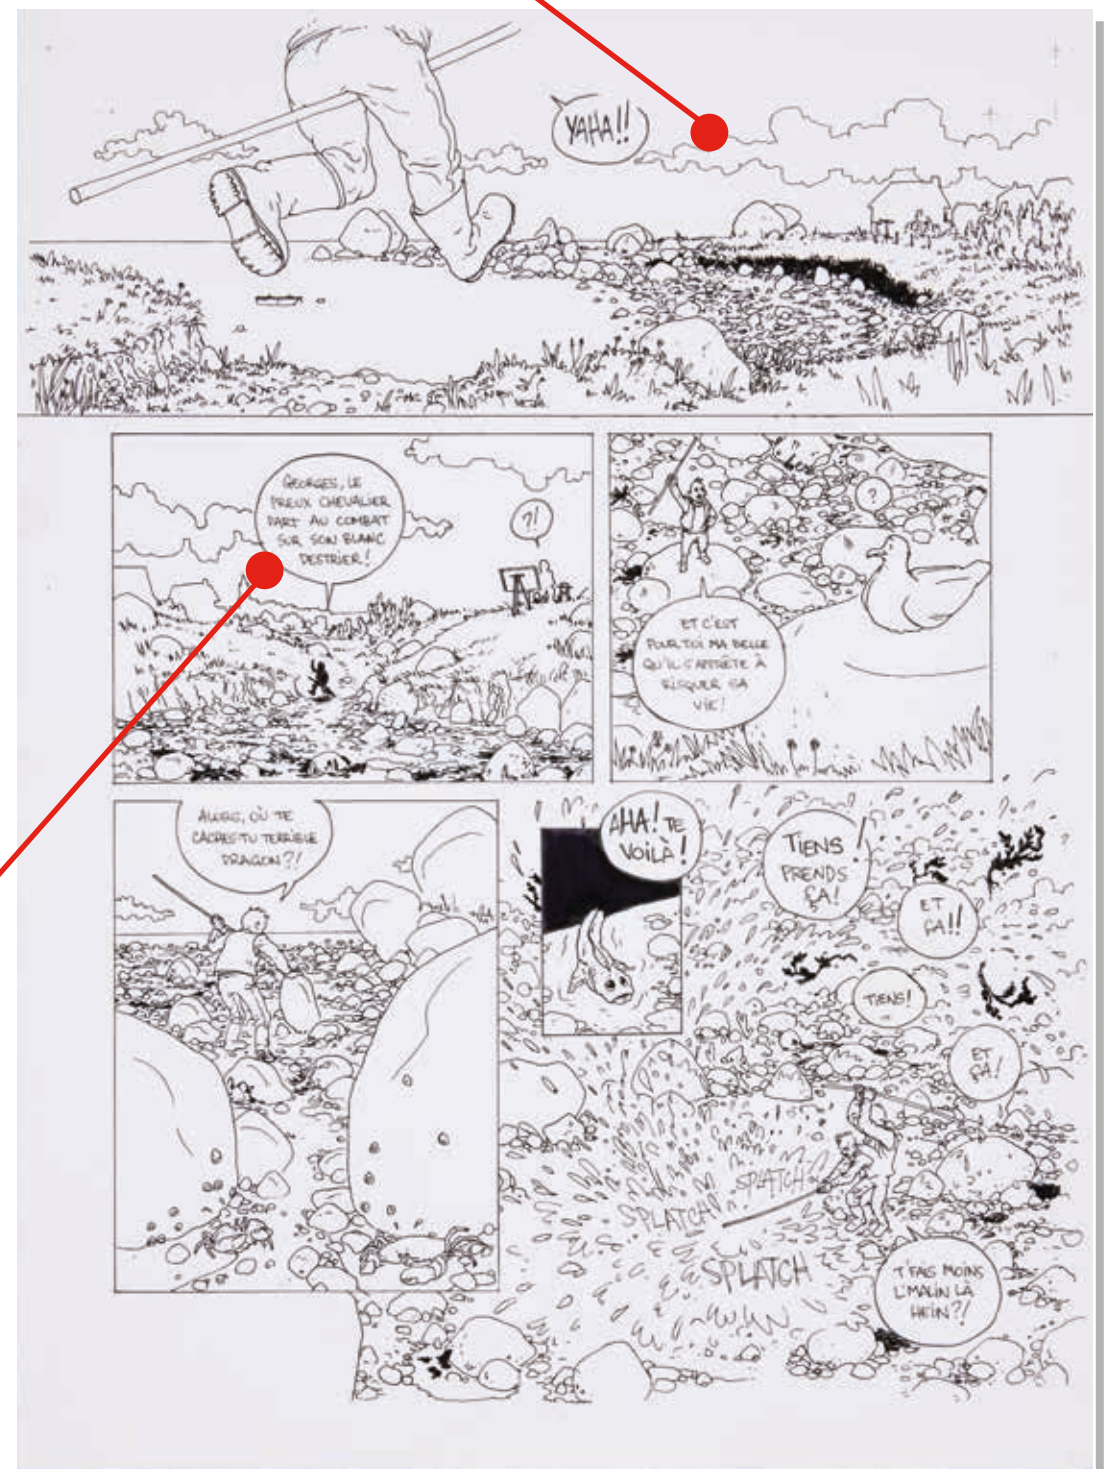 YAHA!!
GEORGES, LE
PREUX CHEVALIER
PART AU COMBAT
SUR SON BLANC
DESTRIER!
?!
?
ET C'EST
POUR TOI MA BELLE
QU'IL S'APPRÊTE À
RISQUER SA
VIE!
ALORS, OÙ TE
CACHES-TU TERRIBLE
DRAGON?!
AHA! TE
VOILÀ!
TIENS!
PRENDS
ÇA!
ET
ÇA!!
TIENS!
ET
ÇA!
SPLATCH
SPLATCH
SPLATCH
T'FAIS MOINS
L'MALIN LÀ
HEIN?!